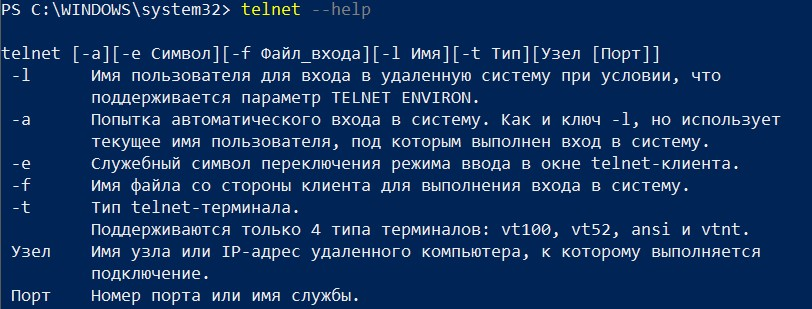 PS C:\WINDOWS\system32> telnet --help
telnet [-a][-e Символ][-f Файл_входа][-l Имя][-t Тип][Узел [Порт]]
-l Имя пользователя для входа в удаленную систему при условии, что
поддерживается параметр TELNET ENVIRON.
-a Попытка автоматического входа в систему. Как и ключ -l, но использует
текущее имя пользователя, под которым выполнен вход в систему.
-e Служебный символ переключения режима ввода в окне telnet-клиента.
-f Имя файла со стороны клиента для выполнения входа в систему.
-t Тип telnet-терминала.
Поддерживаются только 4 типа терминалов: vt100, vt52, ansi и vtnt.
Узел Имя узла или IP-адрес удаленного компьютера, к которому выполняется
подключение.
Порт Номер порта или имя службы.